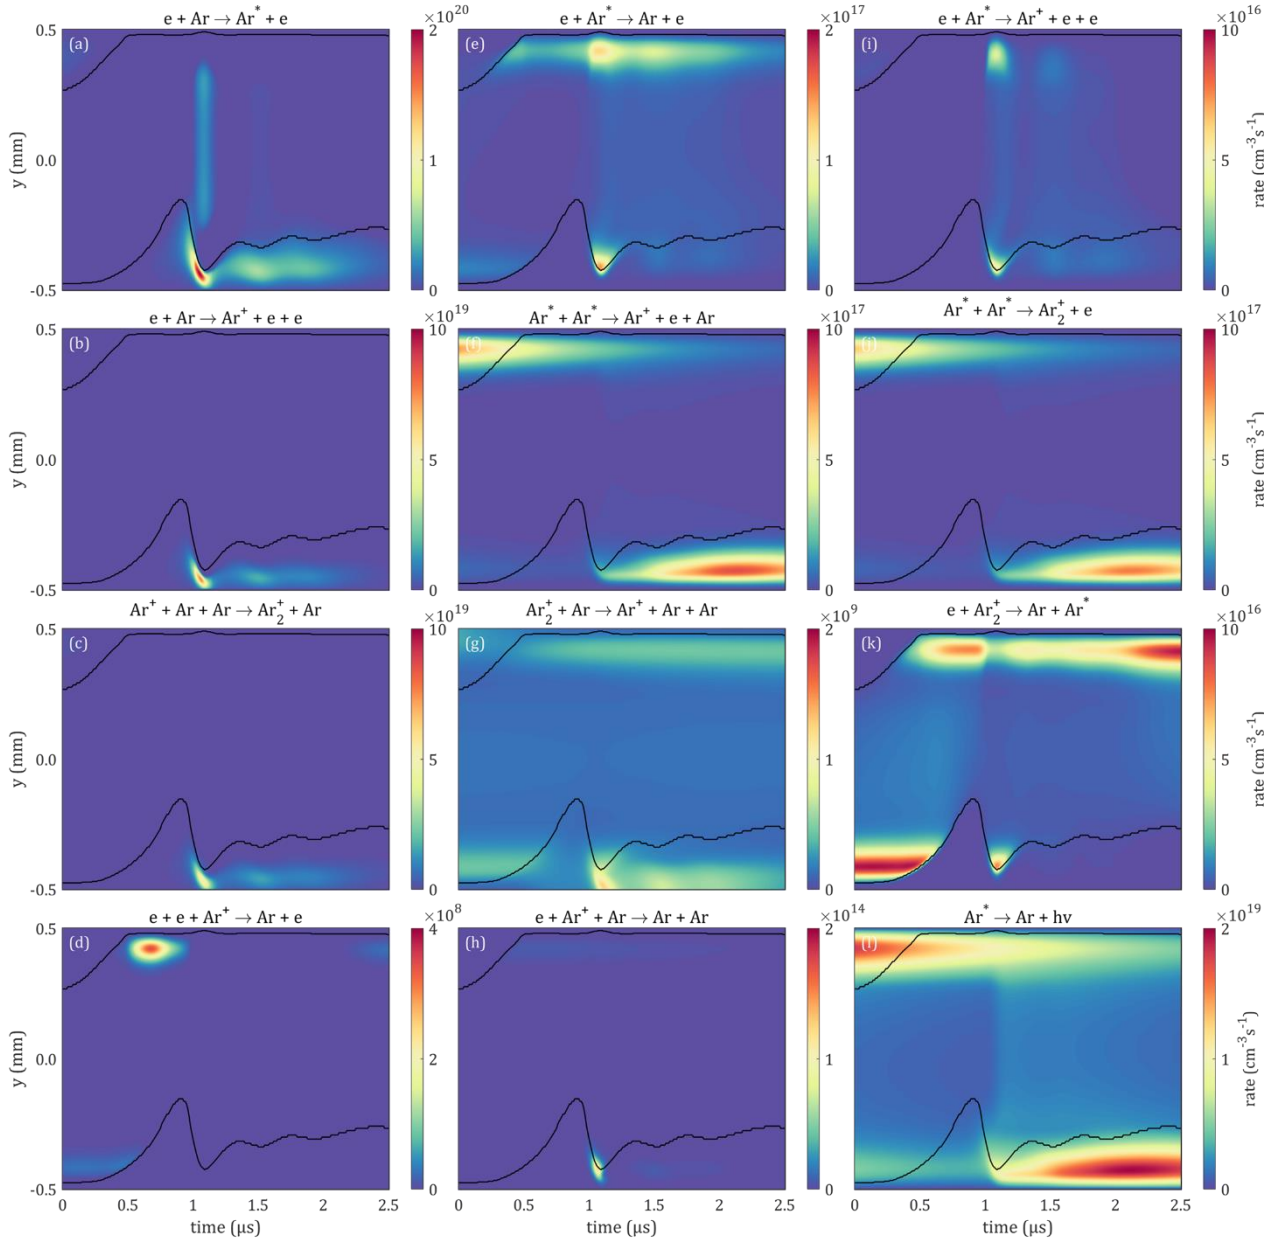 e + Ar → Ar* + e
(a)
×10²⁰
2
1
0
0.5
0.0
-0.5
y (mm)
e + Ar* → Ar + e
(e)
×10¹⁷
2
1
0
e + Ar* → Ar⁺ + e + e
(i)
×10¹⁶
10
5
0
rate (cm⁻³s⁻¹)
e + Ar → Ar⁺ + e + e
(b)
×10¹⁹
10
5
0
0.5
0.0
-0.5
y (mm)
Ar* + Ar* → Ar⁺ + e + Ar
(f)
×10¹⁷
10
5
0
Ar* + Ar* → Ar₂⁺ + e
(j)
×10¹⁷
10
5
0
rate (cm⁻³s⁻¹)
Ar⁺ + Ar + Ar → Ar₂⁺ + Ar
(c)
×10¹⁹
10
5
0
0.5
0.0
-0.5
y (mm)
Ar₂⁺ + Ar → Ar⁺ + Ar + Ar
(g)
×10⁹
2
1
0
e + Ar₂⁺ → Ar + Ar*
(k)
×10¹⁶
10
5
0
rate (cm⁻³s⁻¹)
e + e + Ar⁺ → Ar + e
(d)
×10⁸
4
2
0
0.5
0.0
-0.5
y (mm)
0 0.5 1 1.5 2 2.5
time (μs)
e + Ar⁺ + Ar → Ar + Ar
(h)
×10¹⁴
2
1
0
0 0.5 1 1.5 2 2.5
time (μs)
Ar* → Ar + hν
(l)
×10¹⁹
2
1
0
rate (cm⁻³s⁻¹)
0 0.5 1 1.5 2 2.5
time (μs)